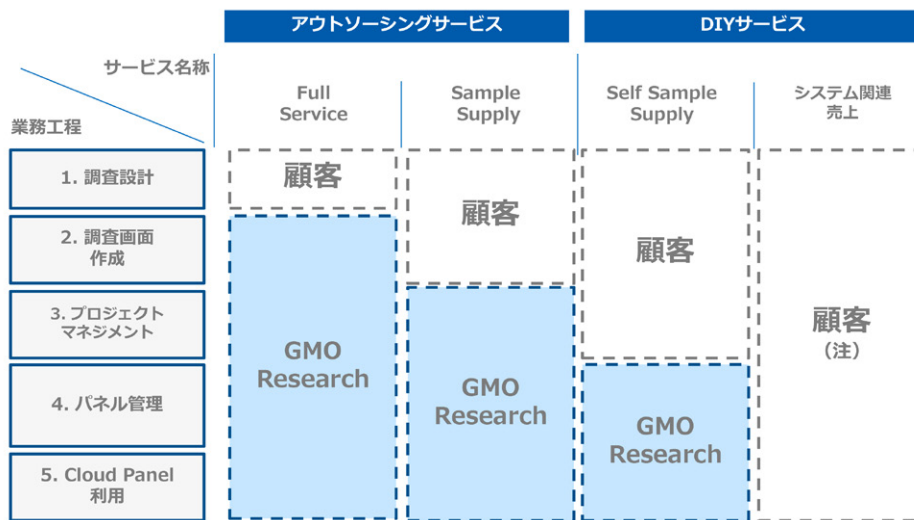 アウトソーシングサービス
DIYサービス
サービス名称
業務工程
Full
Service
Sample
Supply
Self Sample
Supply
システム関連
売上
1. 調査設計
2. 調査画面
作成
3. プロジェクト
マネジメント
4. パネル管理
5. Cloud Panel
利用
顧客
GMO
Research
顧客
GMO
Research
顧客
GMO
Research
顧客
（注）